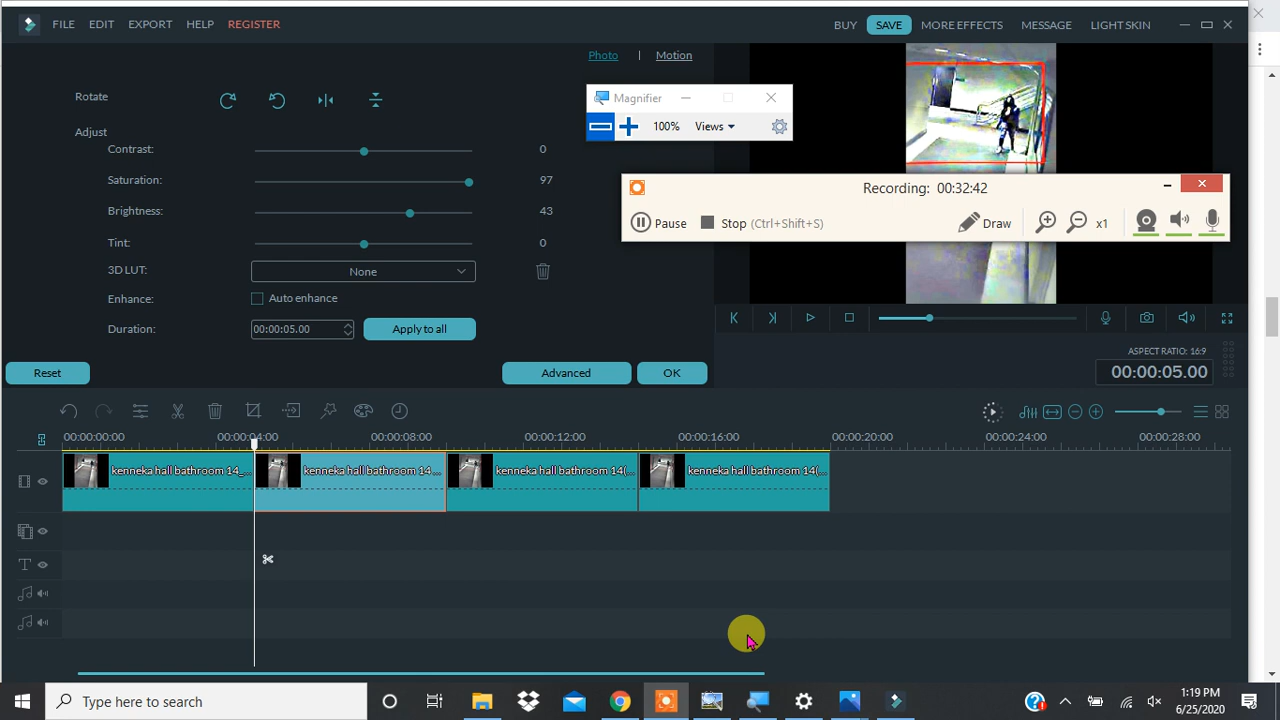 FILE EDIT EXPORT HELP REGISTER BUY SAVE MORE EFFECTS MESSAGE LIGHT SKIN
Photo | Motion
Rotate
Adjust
Contrast: 0
Saturation: 97
Brightness: 43
Tint: 0
3D LUT: None
Enhance: Auto enhance
Duration: 00:00:05.00 Apply to all
Reset Advanced OK
Magnifier
100% Views
Recording: 00:32:42
Pause Stop (Ctrl+Shift+S) Draw x1
ASPECT RATIO: 16:9
00:00:05.00
00:00:00:00 00:00:04:00 00:00:08:00 00:00:12:00 00:00:16:00 00:00:20:00 00:00:24:00 00:00:28:00
kenneka hall bathroom 14_... kenneka hall bathroom 14.... kenneka hall bathroom 14(... kenneka hall bathroom 14(...
T
Type here to search
1:19 PM
6/25/2020